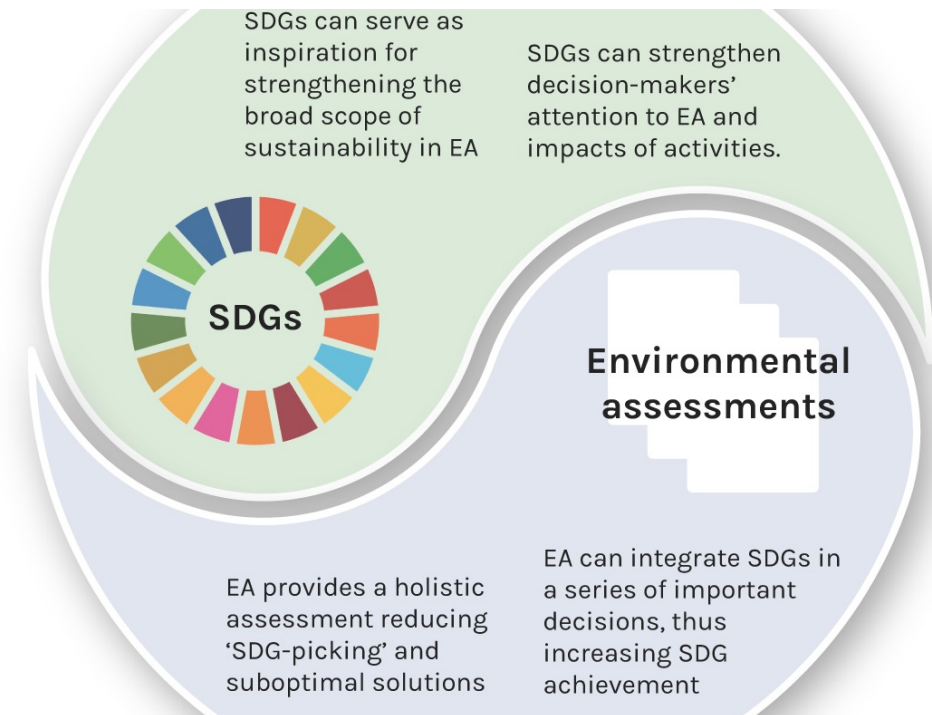 SDGs can serve as
inspiration for
strengthening the
broad scope of
sustainability in EA
SDGs can strengthen
decision-makers’
attention to EA and
impacts of activities.
SDGs
Environmental
assessments
EA provides a holistic
assessment reducing
‘SDG-picking’ and
suboptimal solutions
EA can integrate SDGs in
a series of important
decisions, thus
increasing SDG
achievement